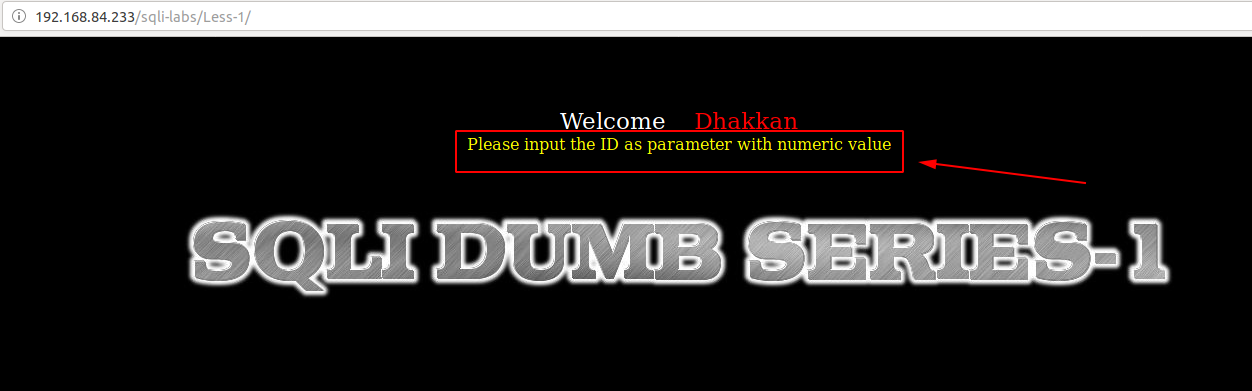 192.168.84.233/sqli-labs/Less-1/
Welcome Dhakkan
Please input the ID as parameter with numeric value
SQLI DUMB SERIES-1